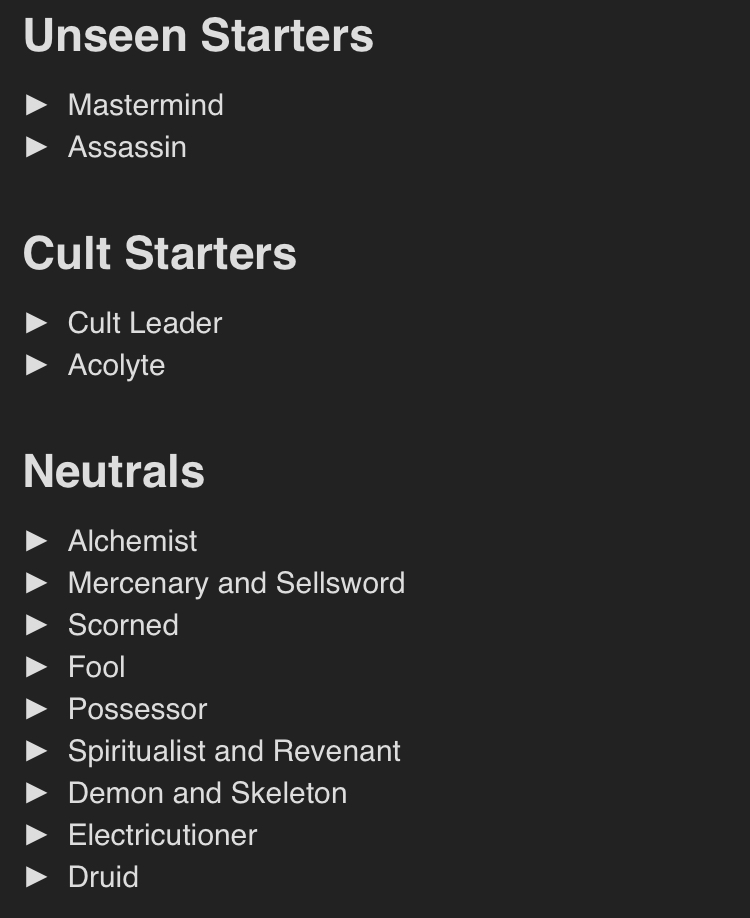 Unseen Starters
► Mastermind
► Assassin
Cult Starters
► Cult Leader
► Acolyte
Neutrals
► Alchemist
► Mercenary and Sellsword
► Scorned
► Fool
► Possessor
► Spiritualist and Revenant
► Demon and Skeleton
► Electricutioner
► Druid